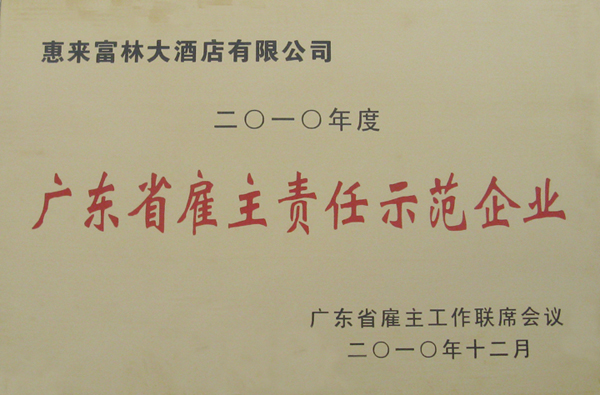 惠来富林大酒店有限公司
二〇一〇年度
广东省雇主责任示范企业
广东省雇主工作联席会议
二〇一〇年十二月